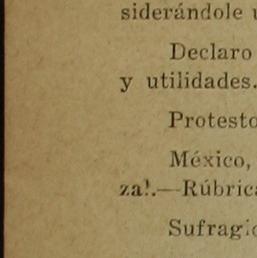 siderándole
Declaro
y utilidades.
Protesto
México,
za!.—Rúbrica
Sufragio